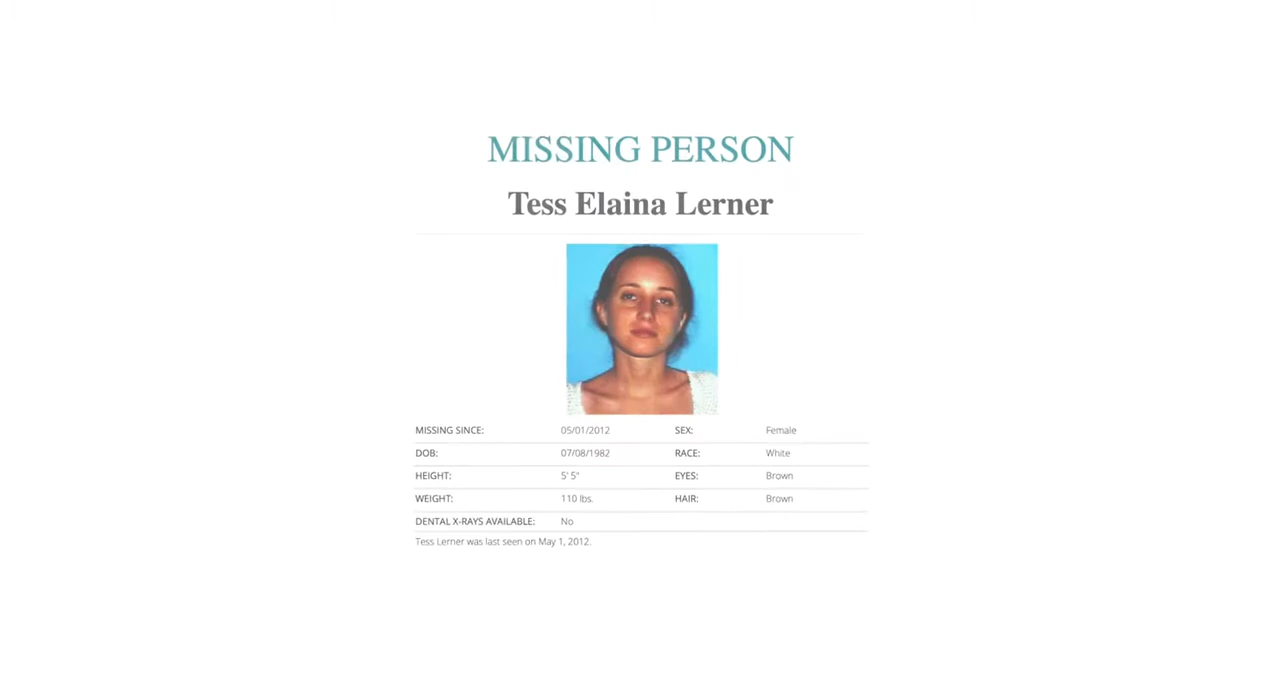 MISSING PERSON
Tess Elaina Lerner
MISSING SINCE: 05/01/2012 SEX: Female
DOB: 07/08/1982 RACE: White
HEIGHT: 5' 5" EYES: Brown
WEIGHT: 110 lbs. HAIR: Brown
DENTAL X-RAYS AVAILABLE: No
Tess Lerner was last seen on May 1, 2012.